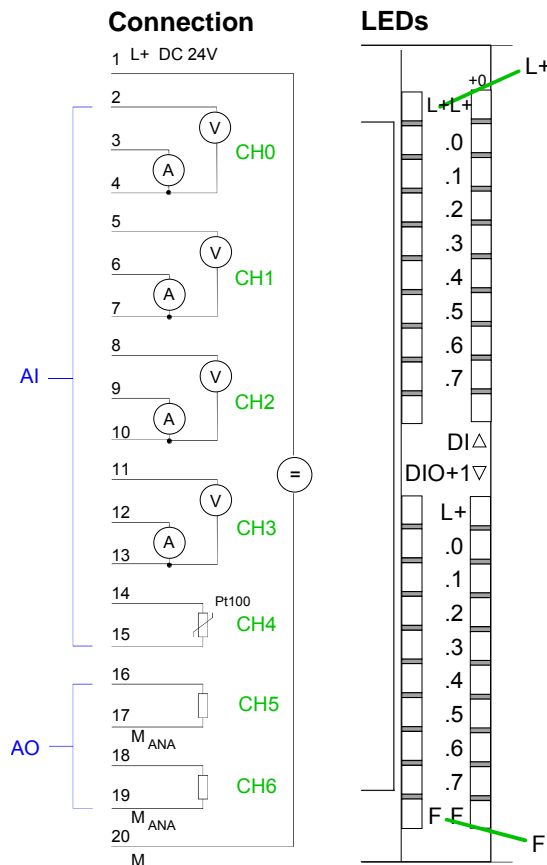 Connection
1 L+ DC 24V
2
V
3
A
CH0
4
5
V
6
A
CH1
7
8
V
9
A
CH2
10
11
V
12
A
CH3
13
14
Pt100
CH4
15
AI
16
CH5
17 M ANA
18
CH6
19 M ANA
AO
20
M
=
LEDs
L+
+0
L+L+
.0
.1
.2
.3
.4
.5
.6
.7
DI
DIO+1
L+
.0
.1
.2
.3
.4
.5
.6
.7
F F
F